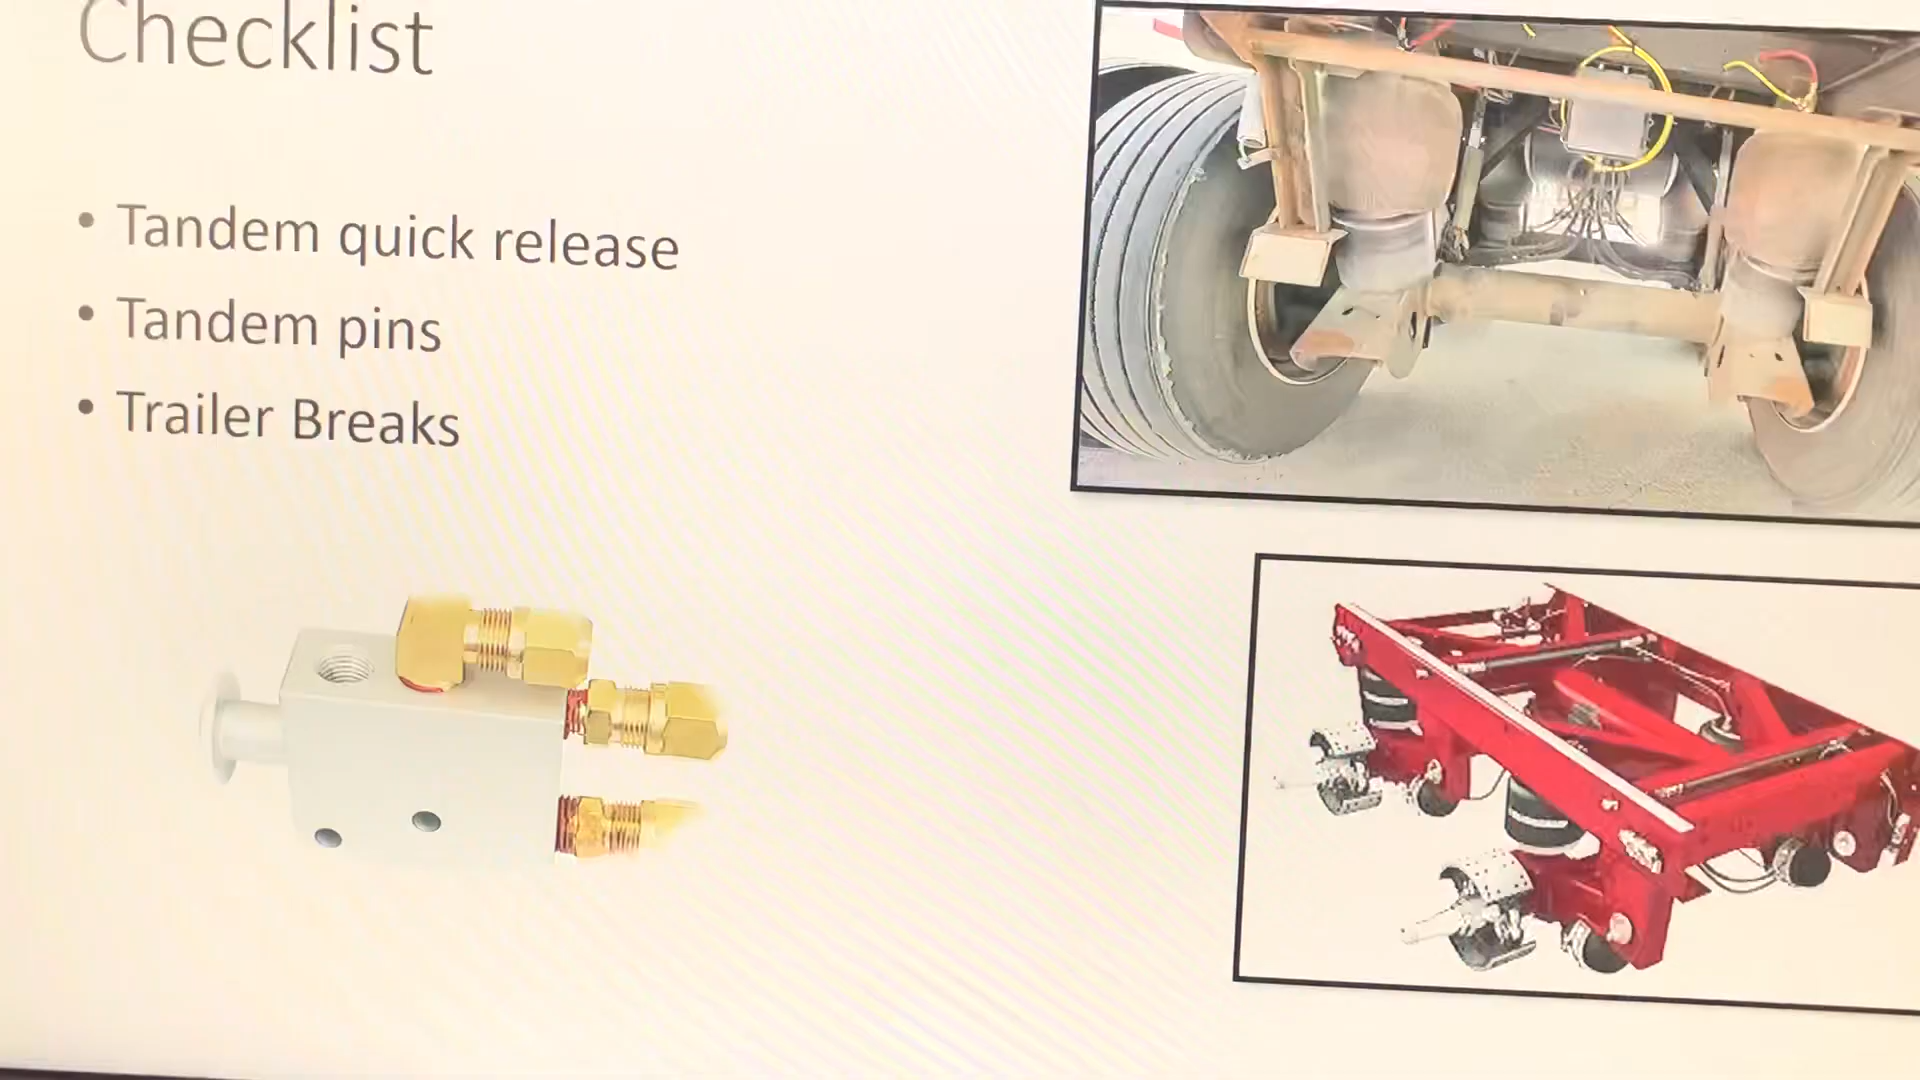 Checklist
• Tandem quick release
• Tandem pins
• Trailer Breaks